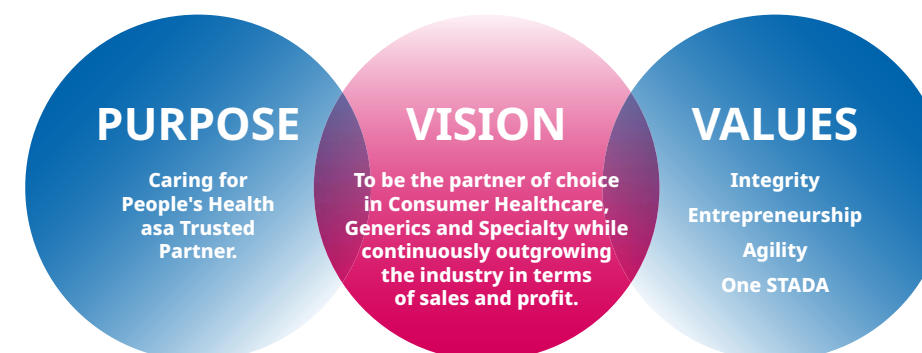 PURPOSE
Caring for
People's Health
asa Trusted
Partner.
VISION
To be the partner of choice
in Consumer Healthcare,
Generics and Specialty while
continuously outgrowing
the industry in terms
of sales and profit.
VALUES
Integrity
Entrepreneurship
Agility
One STADA